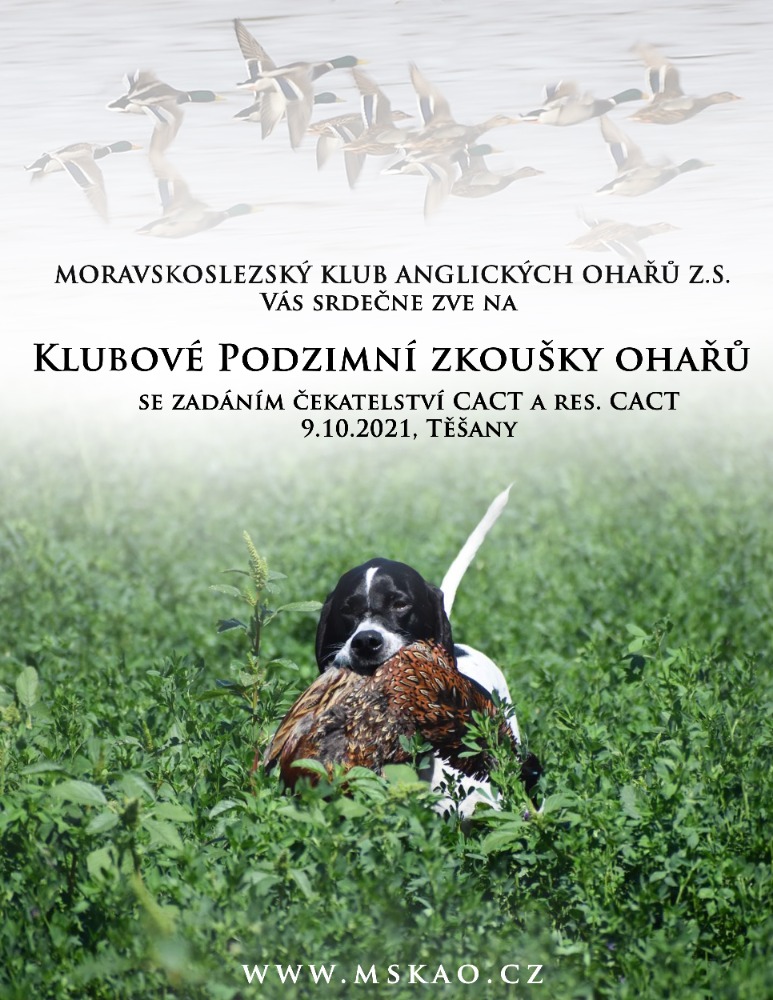 MORAVSKOSLEZSKÝ KLUB ANGLICKÝCH OHAŘŮ Z.S.
VÁS SRDEČNE ZVE NA
KLUBOVÉ PODZIMNÍ ZKOUŠKY OHAŘŮ
SE ZADÁNÍM ČEKATELSTVÍ CACT A RES. CACT
9.10.2021, TĚŠANY
WWW.MSKAO.CZ